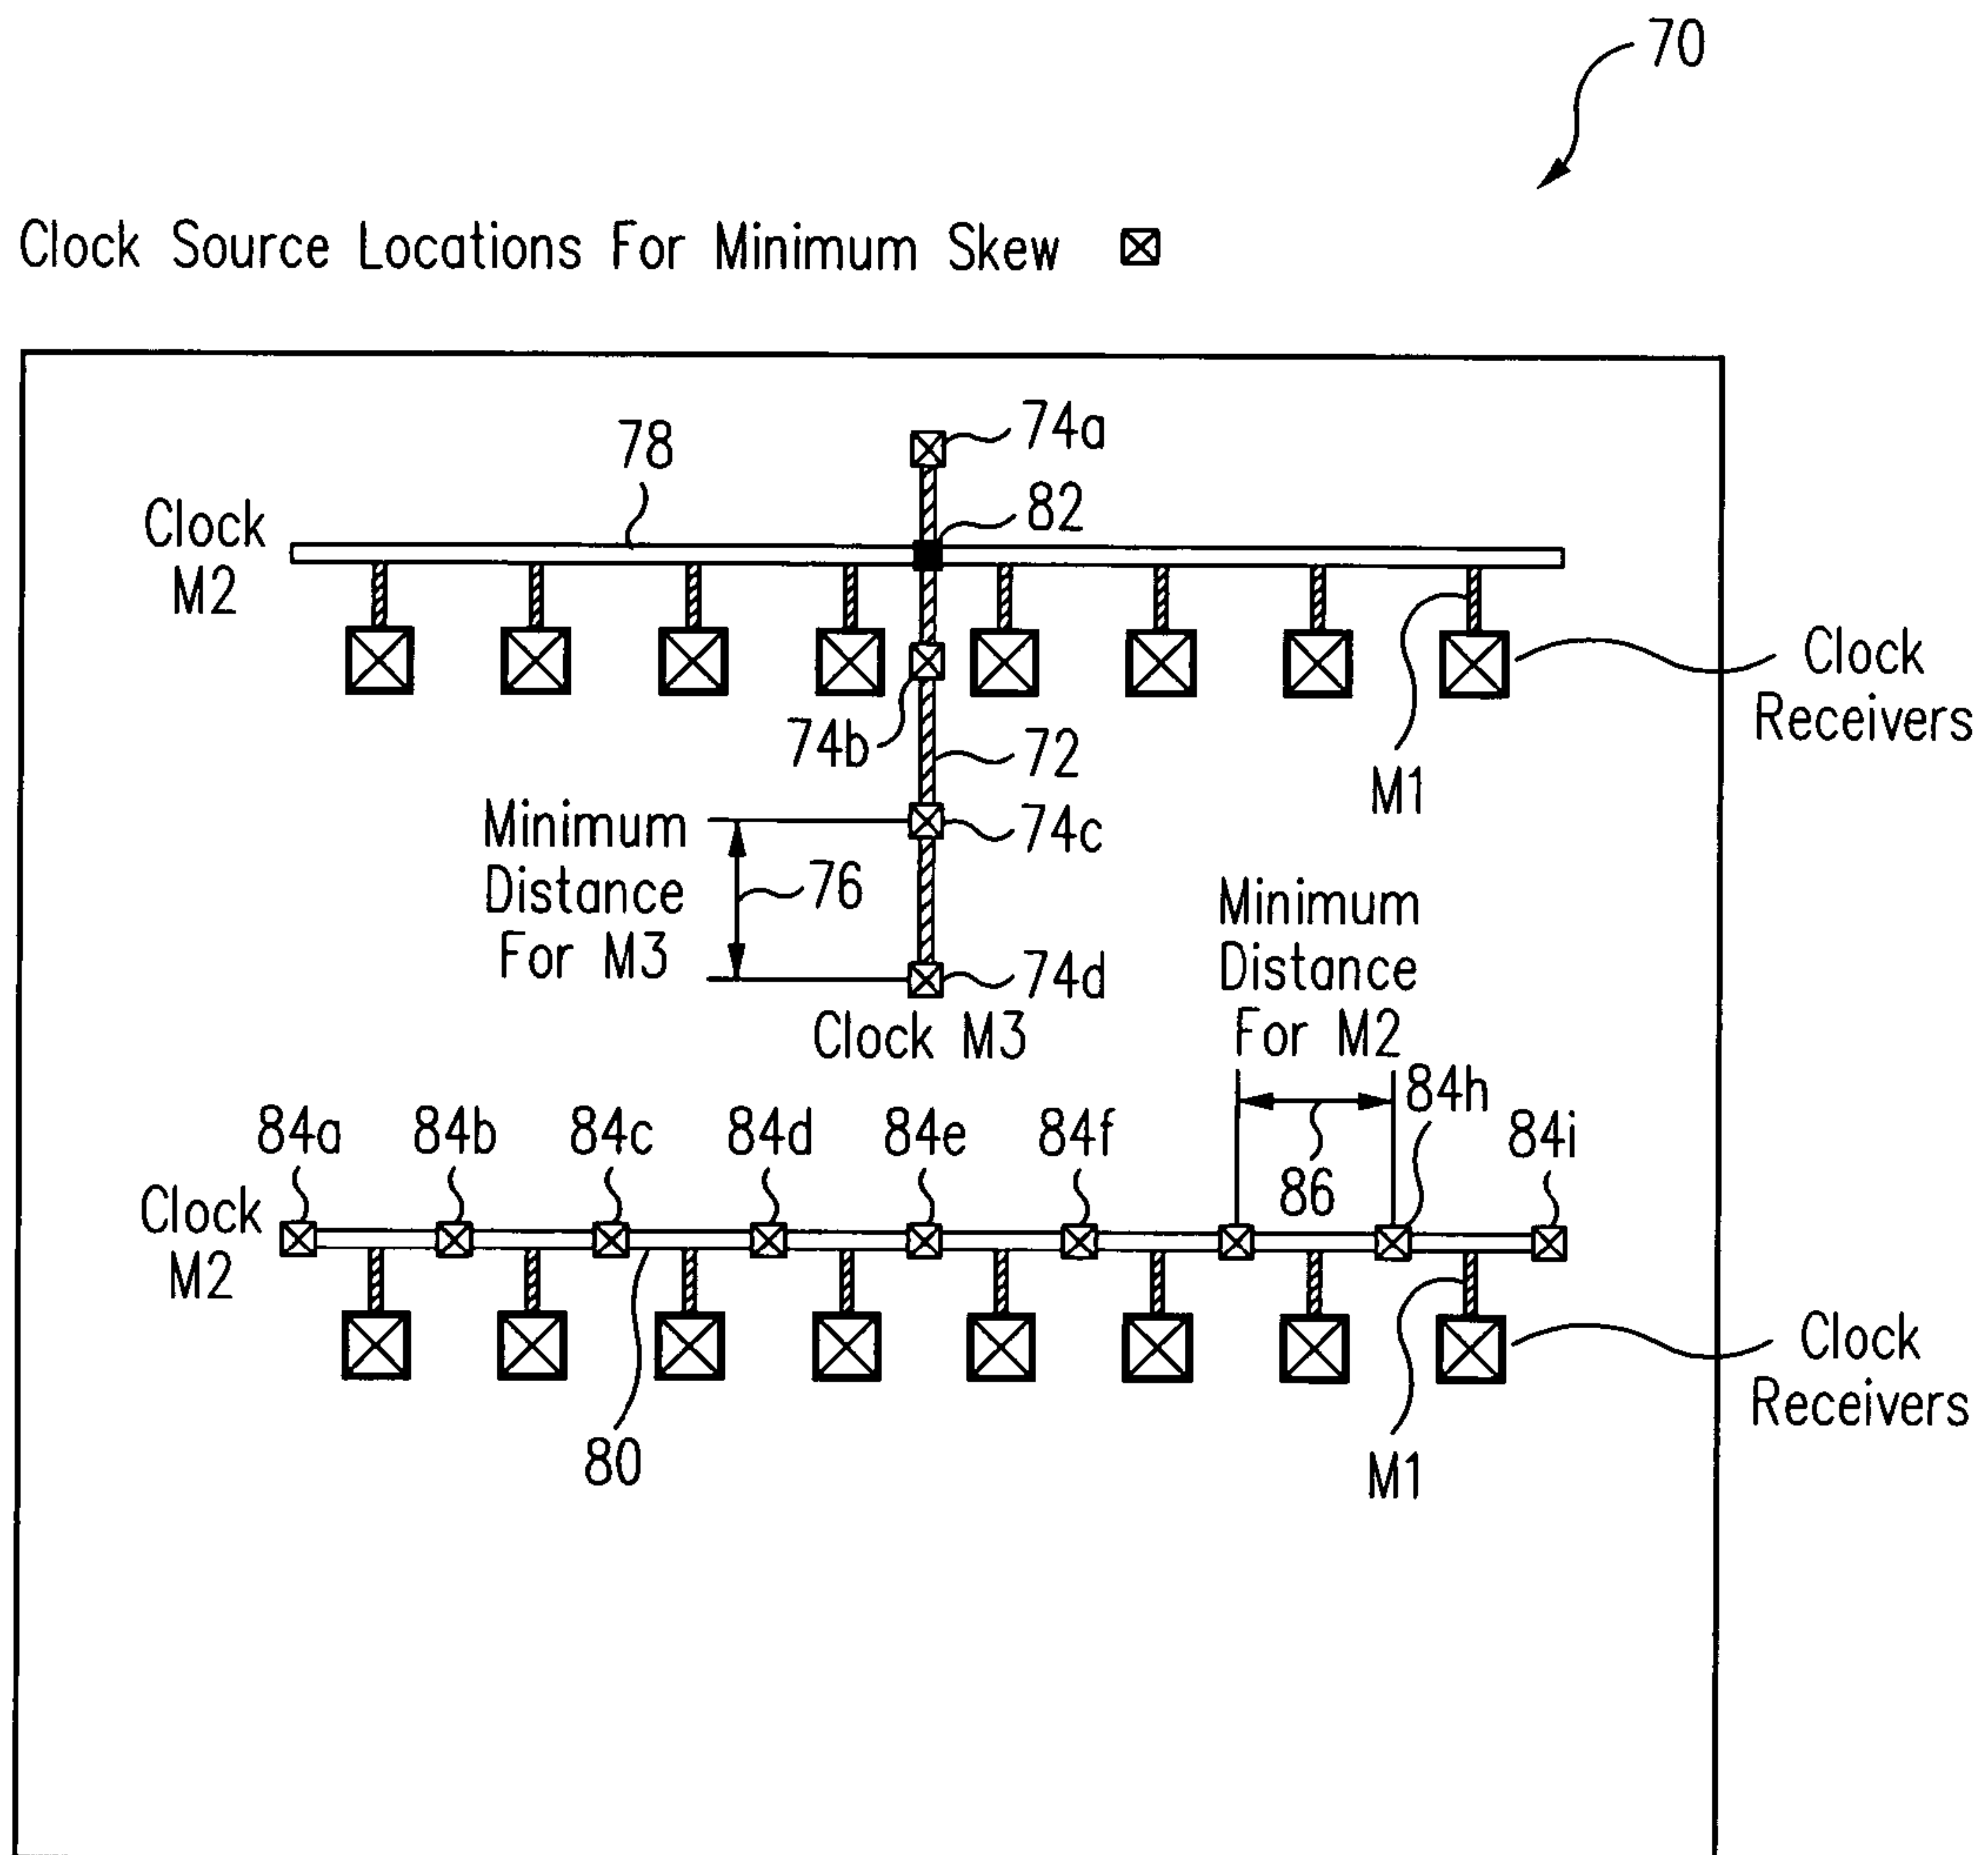 70
Clock Source Locations For Minimum Skew
74a
78
82
Clock
M2
Clock
Receivers
74b
72
M1
Minimum
Distance
For M3
74c
76
Minimum
Distance
For M2
74d
Clock M3
84h
84a
84b
84c
84d
84e
84f
84i
86
Clock
M2
Clock
Receivers
80
M1